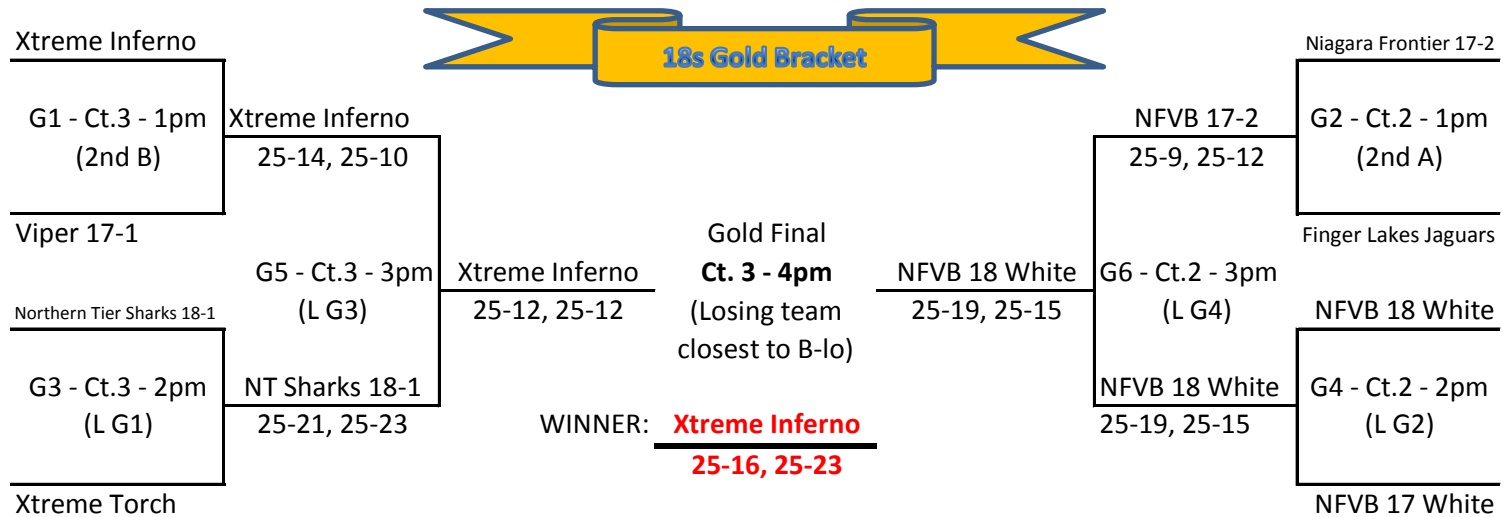 18s Gold Bracket
Xtreme Inferno
G1 - Ct.3 - 1pm
(2nd B)
Viper 17-1
Xtreme Inferno
25-14, 25-10
Northern Tier Sharks 18-1
G3 - Ct.3 - 2pm
(L G1)
Xtreme Torch
NT Sharks 18-1
25-21, 25-23
G5 - Ct.3 - 3pm
(L G3)
Xtreme Inferno
25-12, 25-12
Gold Final
Ct. 3 - 4pm
(Losing team
closest to B-lo)
WINNER: Xtreme Inferno
25-16, 25-23
NFVB 18 White
25-19, 25-15
G6 - Ct.2 - 3pm
(L G4)
NFVB 17-2
25-9, 25-12
Niagara Frontier 17-2
G2 - Ct.2 - 1pm
(2nd A)
Finger Lakes Jaguars
NFVB 18 White
25-19, 25-15
NFVB 18 White
G4 - Ct.2 - 2pm
(L G2)
NFVB 17 White